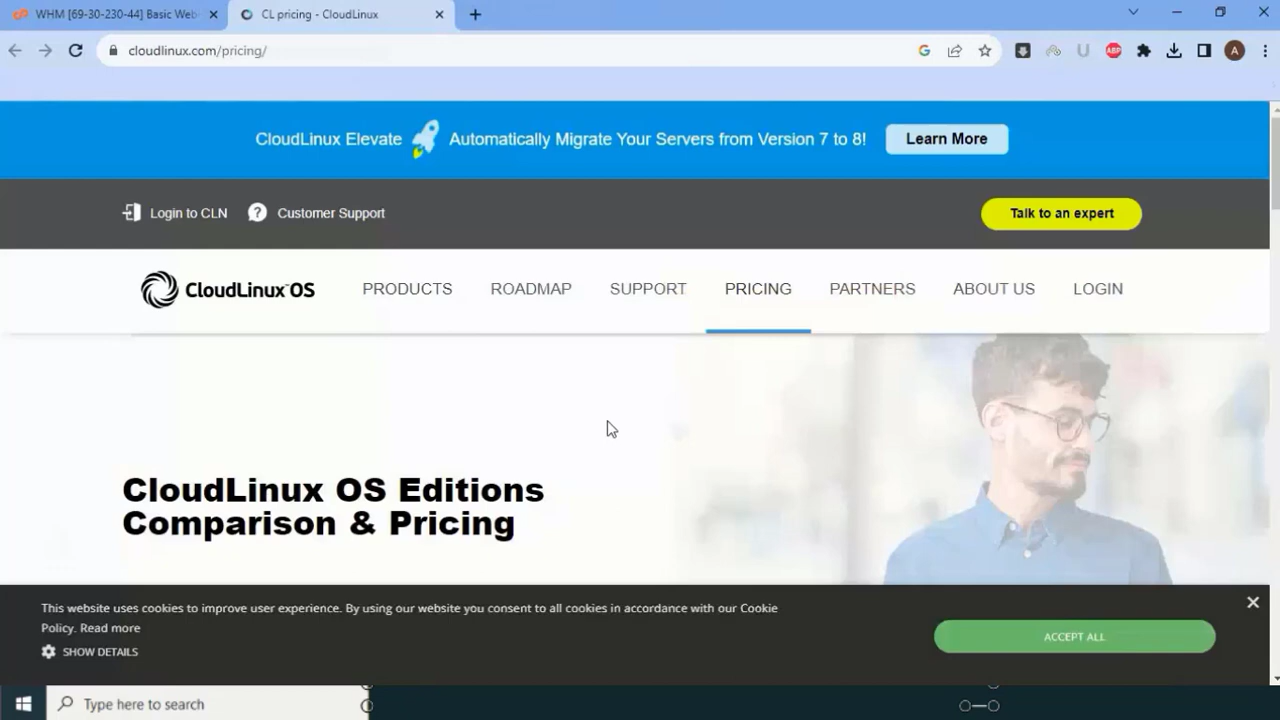 WHM [69-30-230-44] Basic Web
CL pricing - CloudLinux
cloudlinux.com/pricing/
ABP
A
CloudLinux Elevate Automatically Migrate Your Servers from Version 7 to 8! Learn More
Login to CLN ? Customer Support Talk to an expert
CloudLinux OS PRODUCTS ROADMAP SUPPORT PRICING PARTNERS ABOUT US LOGIN
CloudLinux OS Editions
Comparison & Pricing
This website uses cookies to improve user experience. By using our website you consent to all cookies in accordance with our Cookie
Policy. Read more
ACCEPT ALL
SHOW DETAILS
Type here to search